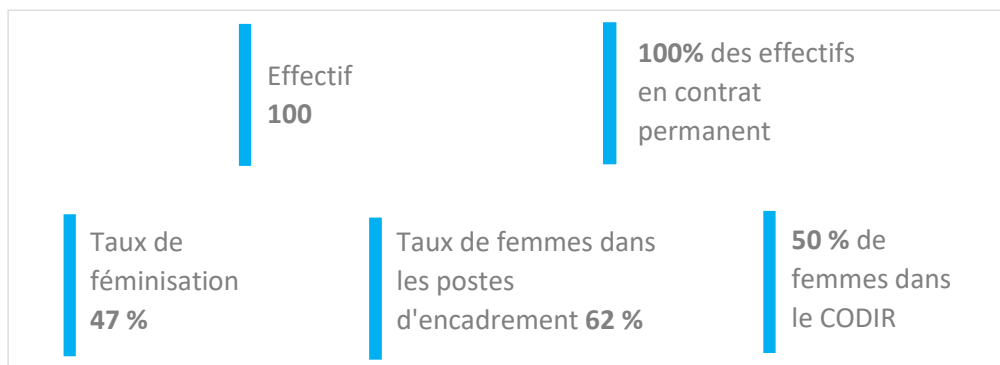 Effectif
100
100% des effectifs
en contrat
permanent
Taux de
féminisation
47 %
Taux de femmes dans
les postes
d'encadrement 62 %
50 % de
femmes dans
le CODIR